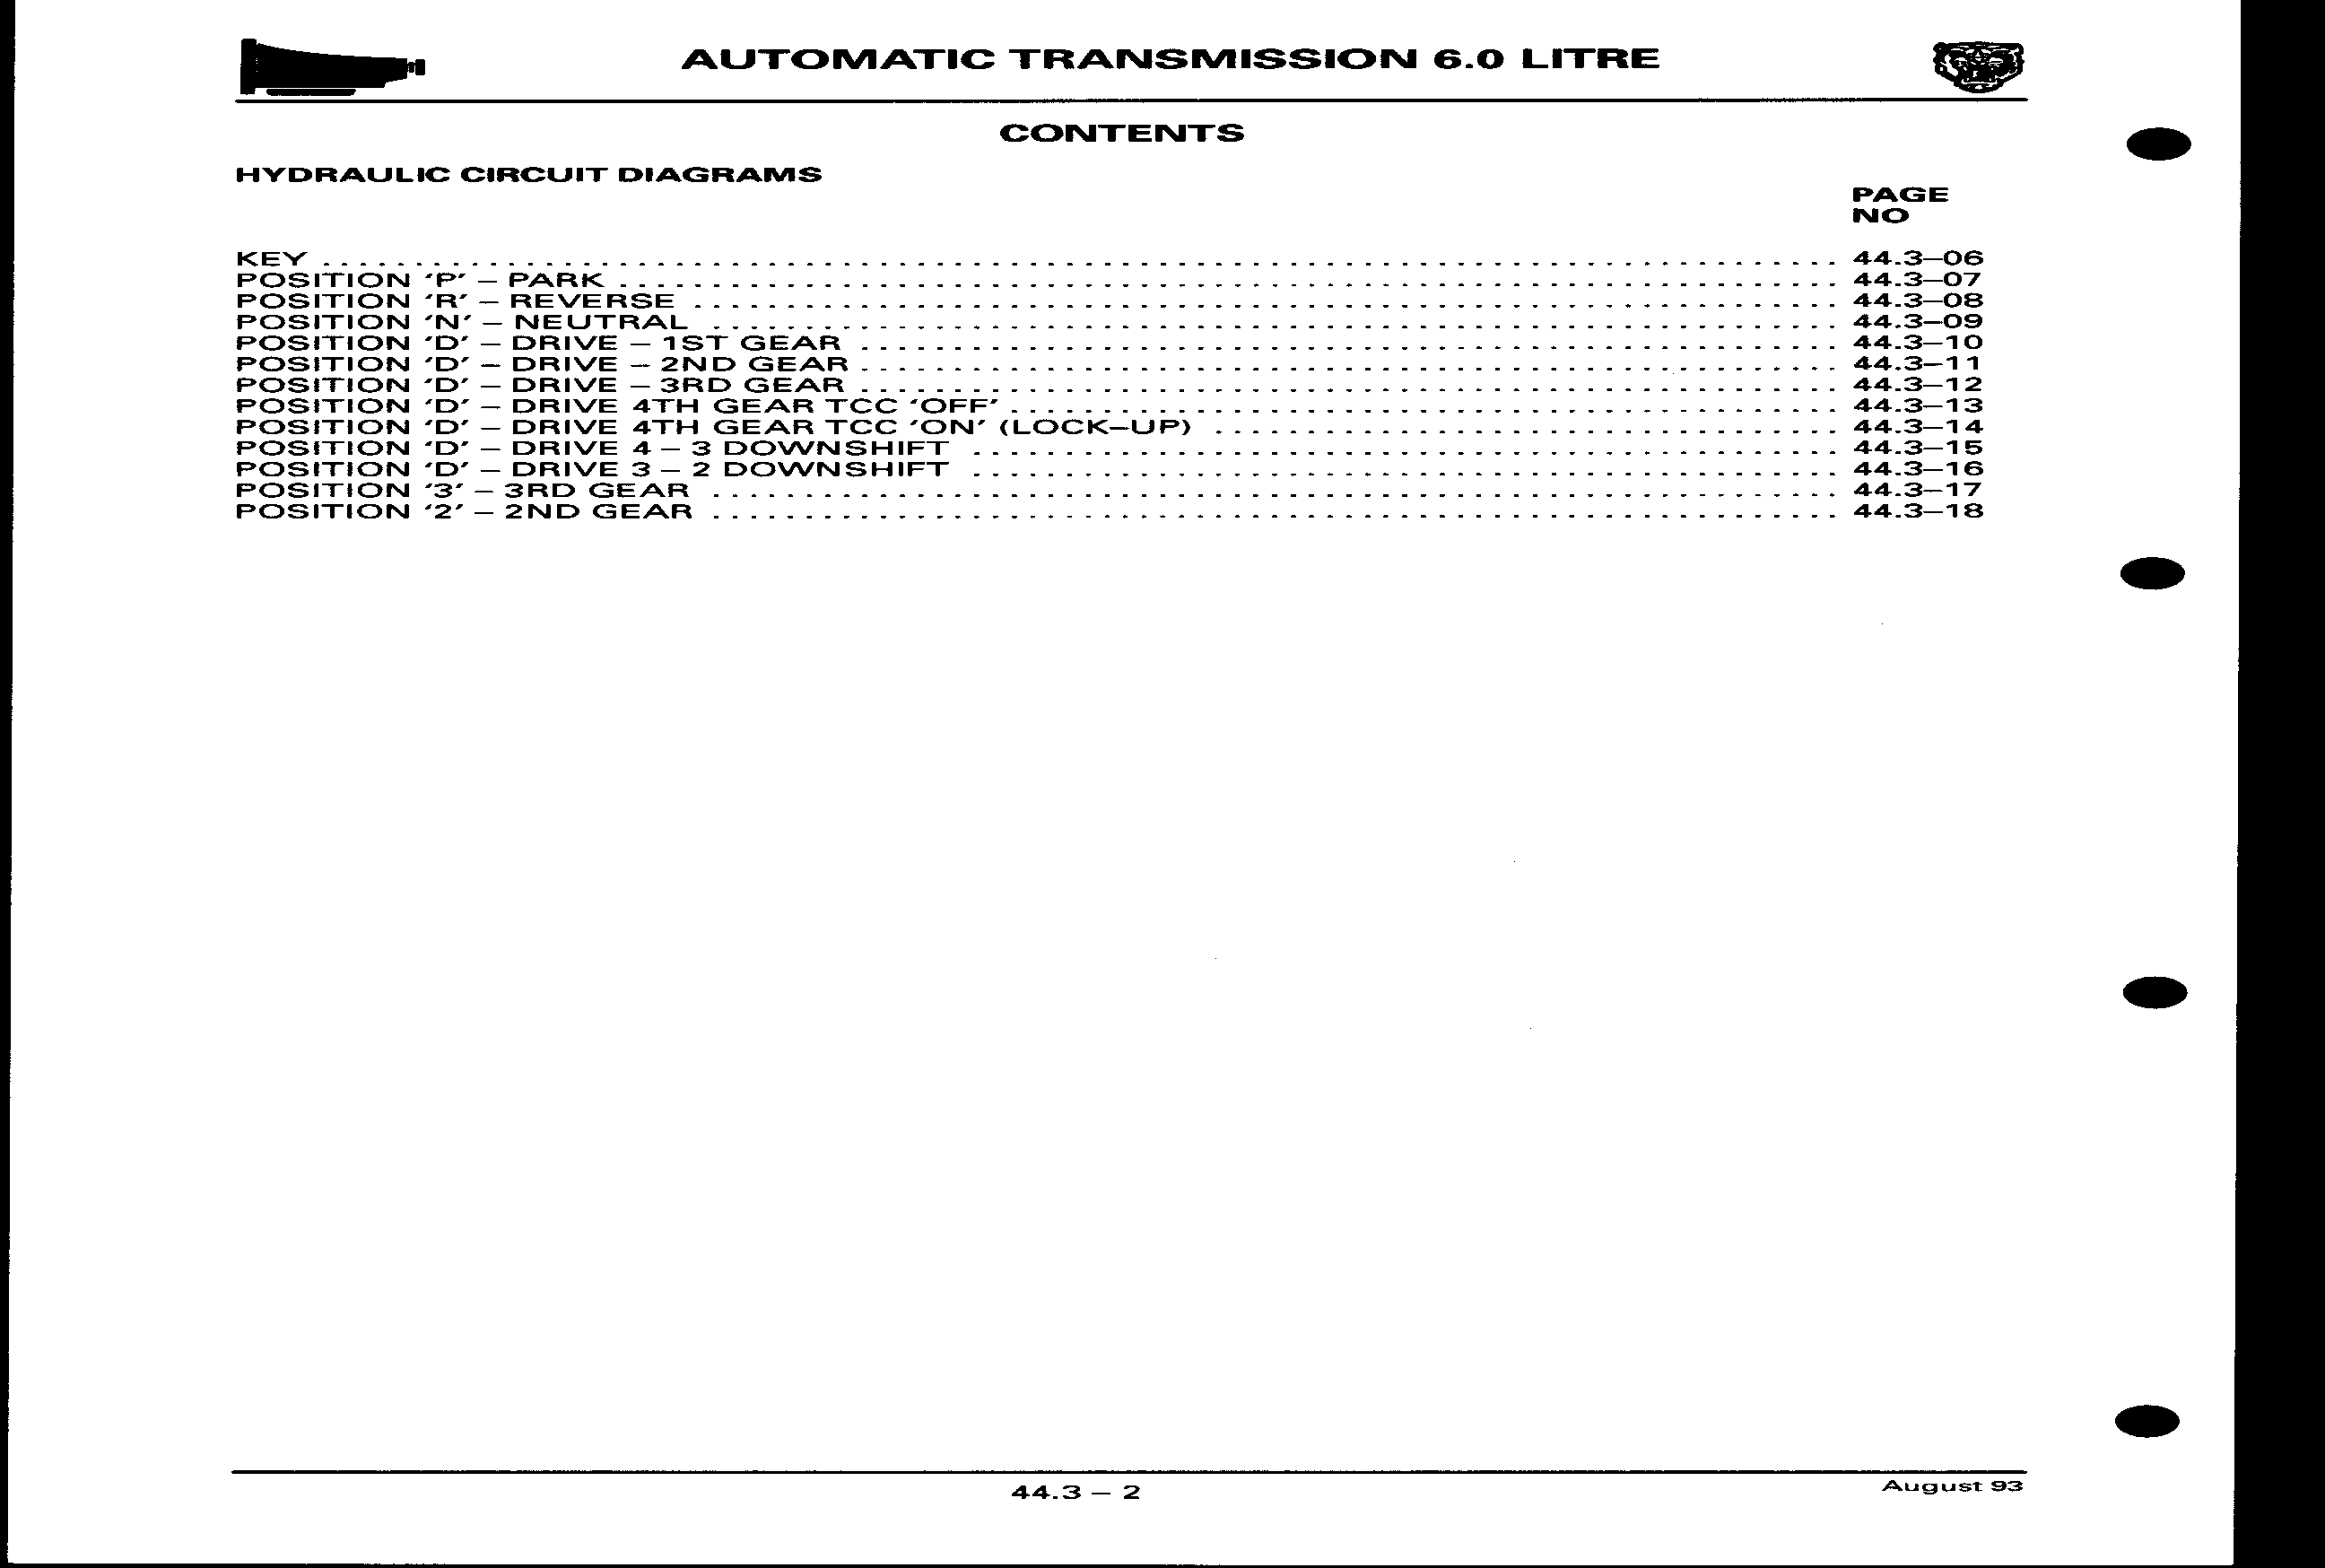 AUTOMATIC TRANSMISSION 6.0 LITRE
CONTENTS
HYDRAULIC CIRCUIT DIAGRAMS
PAGE
NO
KEY 44.3–06
POSITION ‘P’ – PARK 44.3–07
POSITION ‘R’ – REVERSE 44.3–08
POSITION ‘N’ – NEUTRAL 44.3–09
POSITION ‘D’ – DRIVE – 1ST GEAR 44.3–10
POSITION ‘D’ – DRIVE – 2ND GEAR 44.3–11
POSITION ‘D’ – DRIVE – 3RD GEAR 44.3–12
POSITION ‘D’ – DRIVE 4TH GEAR TCC ‘OFF’ 44.3–13
POSITION ‘D’ – DRIVE 4TH GEAR TCC ‘ON’ (LOCK–UP) 44.3–14
POSITION ‘D’ – DRIVE 4 – 3 DOWNSHIFT 44.3–15
POSITION ‘D’ – DRIVE 3 – 2 DOWNSHIFT 44.3–16
POSITION ‘3’ – 3RD GEAR 44.3–17
POSITION ‘2’ – 2ND GEAR 44.3–18
44.3 – 2
August 93